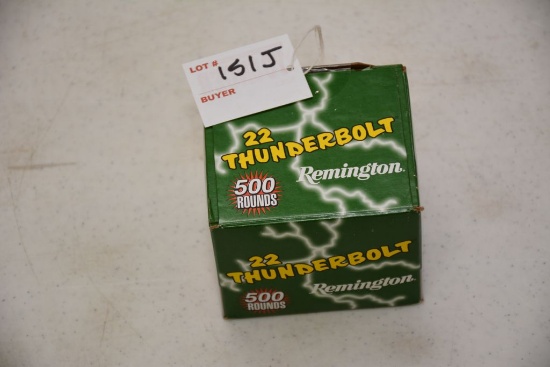 LOT # 151J
BUYER
22
THUNDERBOLT
500
ROUNDS
Remington.
22
THUNDERBOLT
500
ROUNDS
Remington.